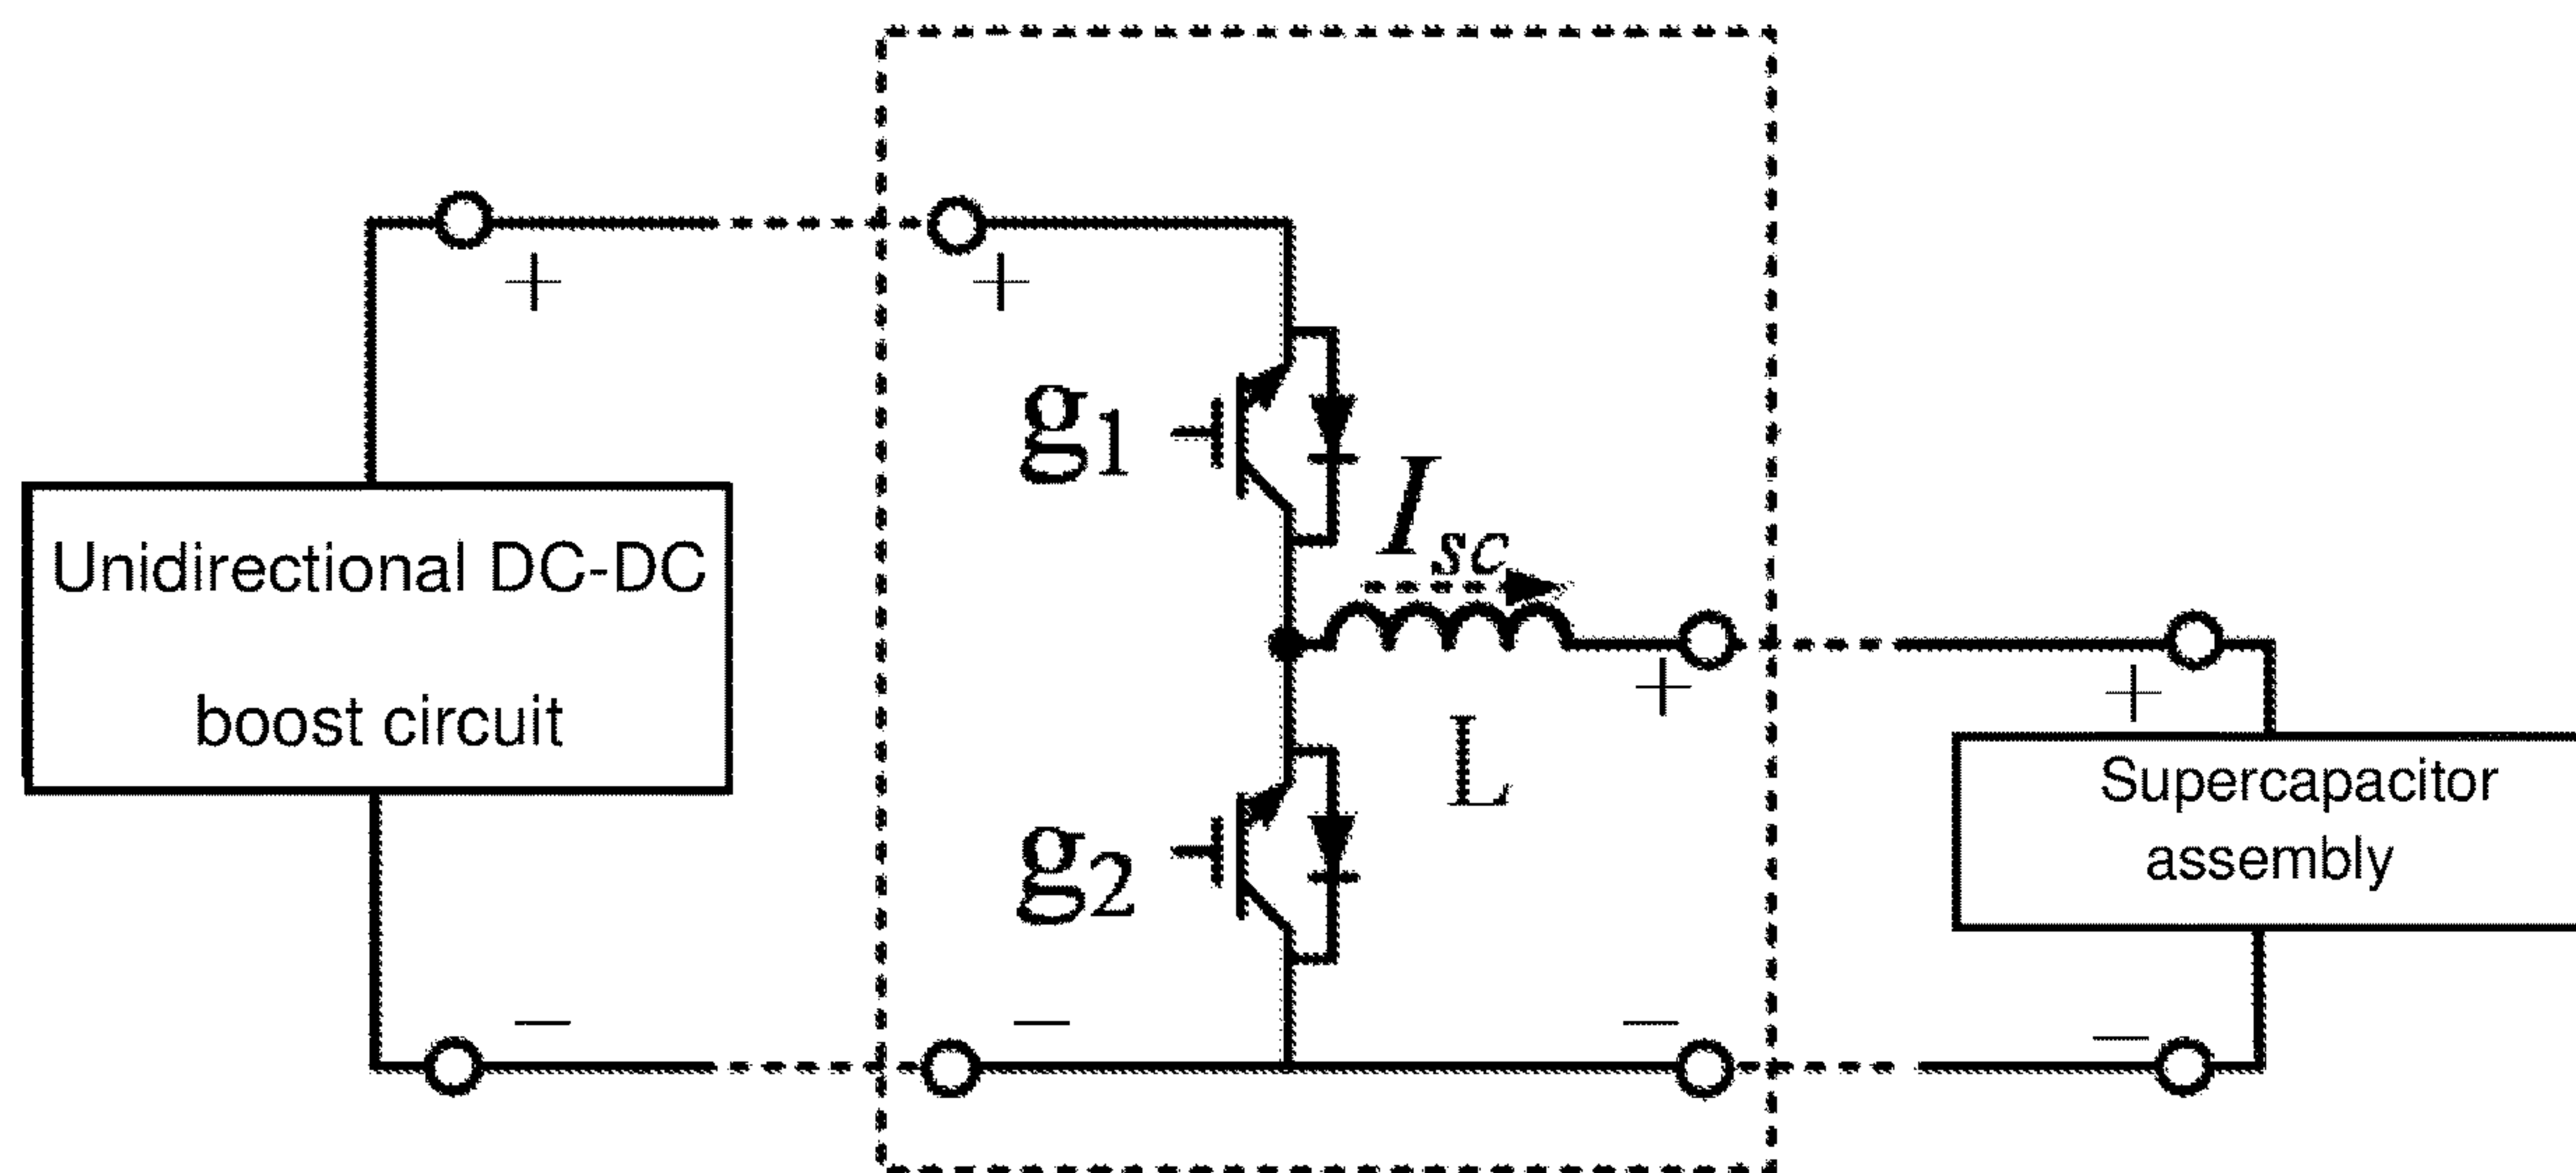 Unidirectional DC-DC
boost circuit
+
−
+
−
g₁
g₂
I_sc
L
+
−
+
−
Supercapacitor
assembly